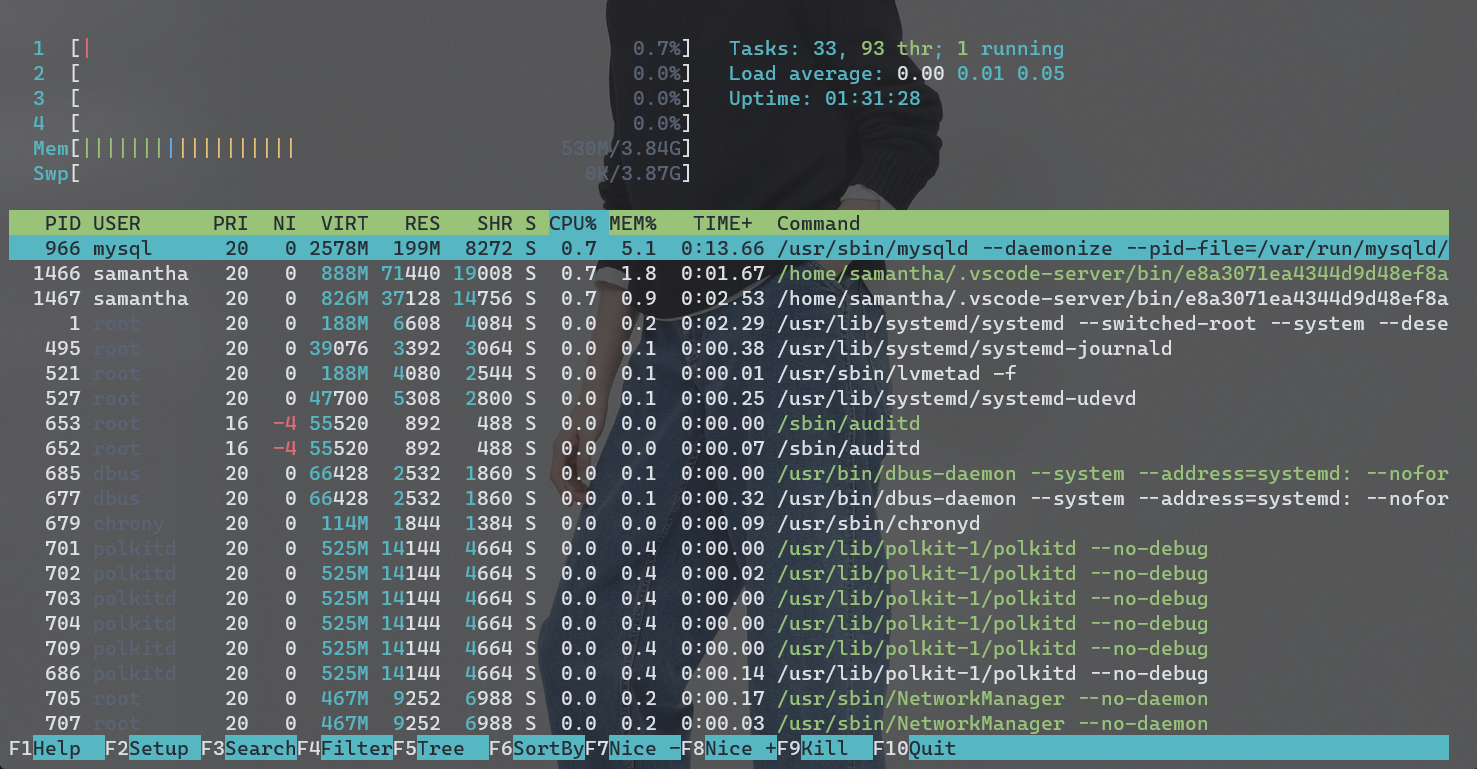 1 [| 0.7%] Tasks: 33, 93 thr; 1 running
2 [ 0.0%] Load average: 0.00 0.01 0.05
3 [ 0.0%] Uptime: 01:31:28
4 [ 0.0%]
Mem[|||||||||||||||||| 530M/3.84G]
Swp[ 0K/3.87G]
PID USER PRI NI VIRT RES SHR S CPU% MEM% TIME+ Command
966 mysql 20 0 2578M 199M 8272 S 0.7 5.1 0:13.66 /usr/sbin/mysqld --daemonize --pid-file=/var/run/mysqld/
1466 samantha 20 0 888M 71440 19008 S 0.7 1.8 0:01.67 /home/samantha/.vscode-server/bin/e8a3071ea4344d9d48ef8a
1467 samantha 20 0 826M 37128 14756 S 0.7 0.9 0:02.53 /home/samantha/.vscode-server/bin/e8a3071ea4344d9d48ef8a
1 root 20 0 188M 6608 4084 S 0.0 0.2 0:02.29 /usr/lib/systemd/systemd --switched-root --system --dese
495 root 20 0 39076 3392 3064 S 0.0 0.1 0:00.38 /usr/lib/systemd/systemd-journald
521 root 20 0 188M 4080 2544 S 0.0 0.1 0:00.01 /usr/sbin/lvmetad -f
527 root 20 0 47700 5308 2800 S 0.0 0.1 0:00.25 /usr/lib/systemd/systemd-udevd
653 root 16 -4 55520 892 488 S 0.0 0.0 0:00.00 /sbin/auditd
652 root 16 -4 55520 892 488 S 0.0 0.0 0:00.07 /sbin/auditd
685 dbus 20 0 66428 2532 1860 S 0.0 0.1 0:00.00 /usr/bin/dbus-daemon --system --address=systemd: --nofor
677 dbus 20 0 66428 2532 1860 S 0.0 0.1 0:00.32 /usr/bin/dbus-daemon --system --address=systemd: --nofor
679 chrony 20 0 114M 1844 1384 S 0.0 0.0 0:00.09 /usr/sbin/chronyd
701 polkitd 20 0 525M 14144 4664 S 0.0 0.4 0:00.00 /usr/lib/polkit-1/polkitd --no-debug
702 polkitd 20 0 525M 14144 4664 S 0.0 0.4 0:00.02 /usr/lib/polkit-1/polkitd --no-debug
703 polkitd 20 0 525M 14144 4664 S 0.0 0.4 0:00.00 /usr/lib/polkit-1/polkitd --no-debug
704 polkitd 20 0 525M 14144 4664 S 0.0 0.4 0:00.00 /usr/lib/polkit-1/polkitd --no-debug
709 polkitd 20 0 525M 14144 4664 S 0.0 0.4 0:00.00 /usr/lib/polkit-1/polkitd --no-debug
686 polkitd 20 0 525M 14144 4664 S 0.0 0.4 0:00.14 /usr/lib/polkit-1/polkitd --no-debug
705 root 20 0 467M 9252 6988 S 0.0 0.2 0:00.17 /usr/sbin/NetworkManager --no-daemon
707 root 20 0 467M 9252 6988 S 0.0 0.2 0:00.03 /usr/sbin/NetworkManager --no-daemon
F1Help F2Setup F3SearchF4FilterF5Tree F6SortByF7Nice -F8Nice +F9Kill F10Quit